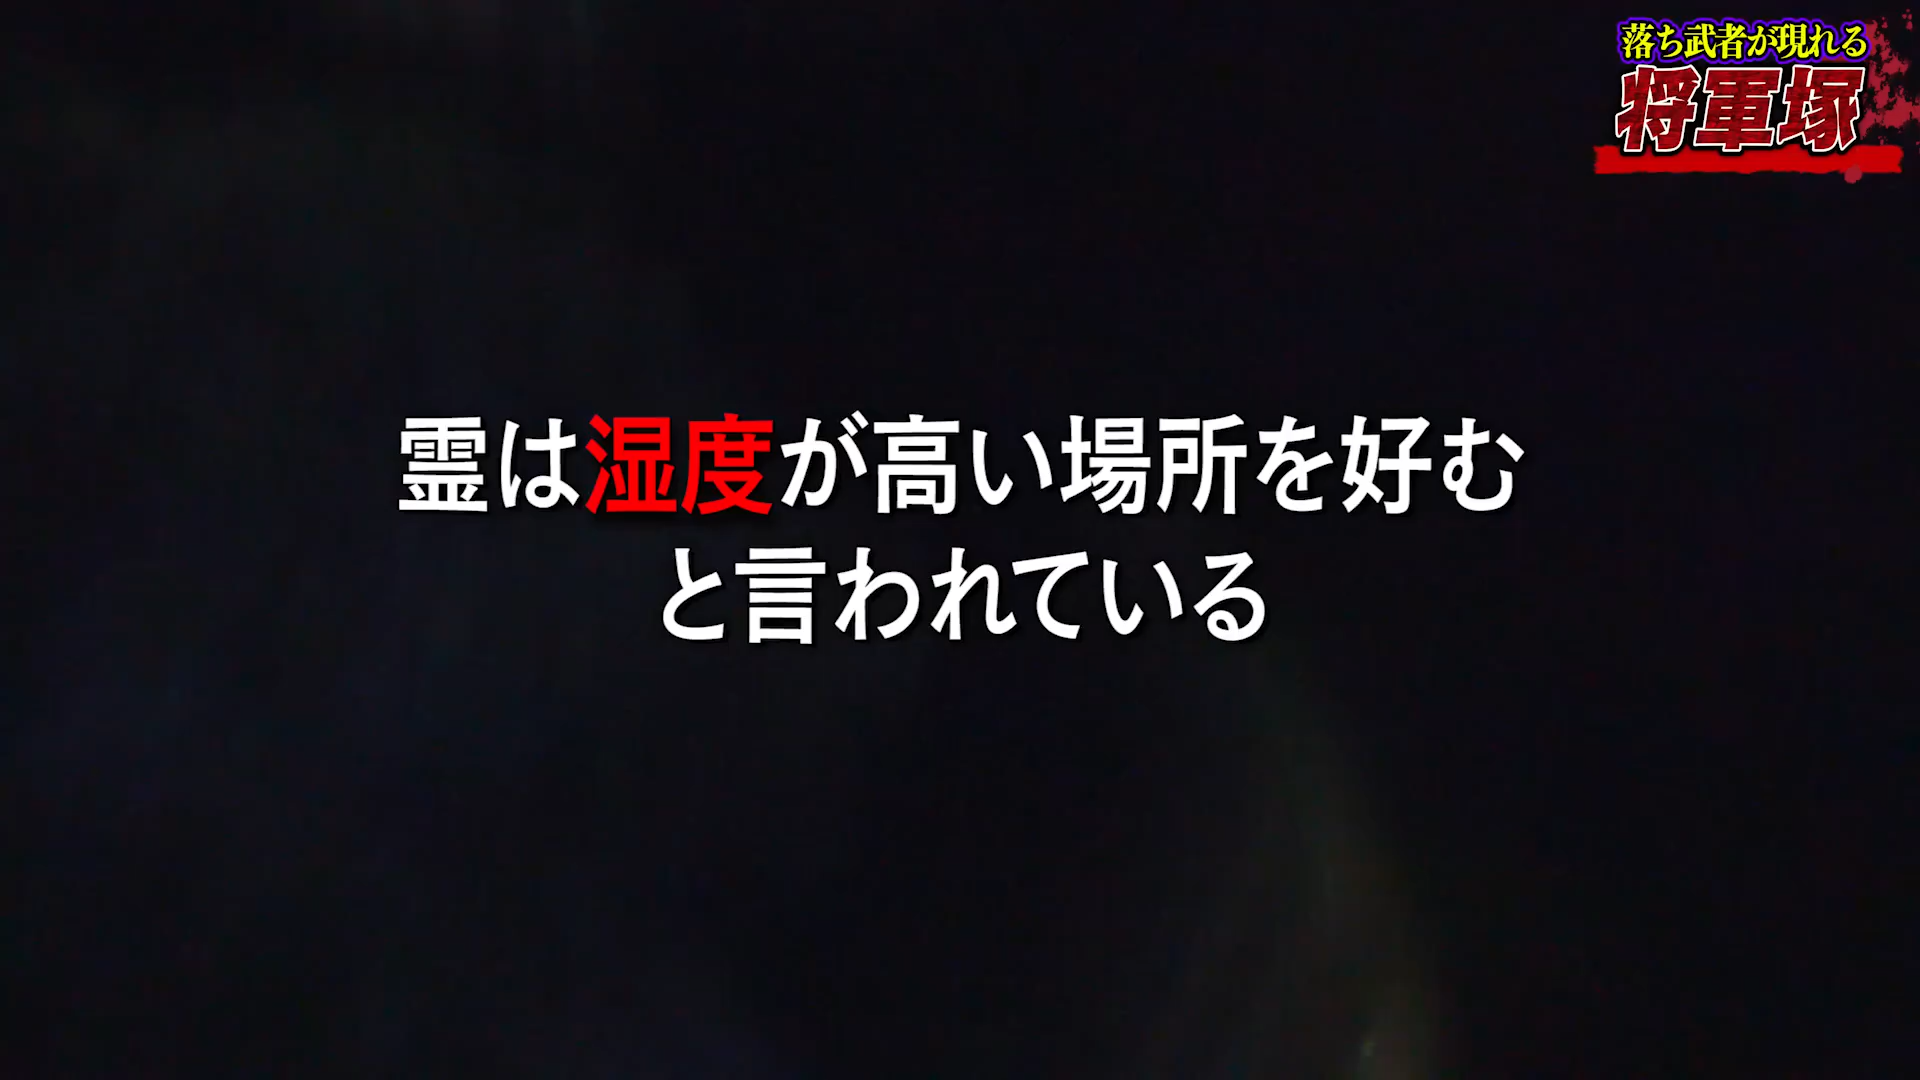 落ち武者が現れる
将軍塚
霊は湿度が高い場所を好む
と言われている